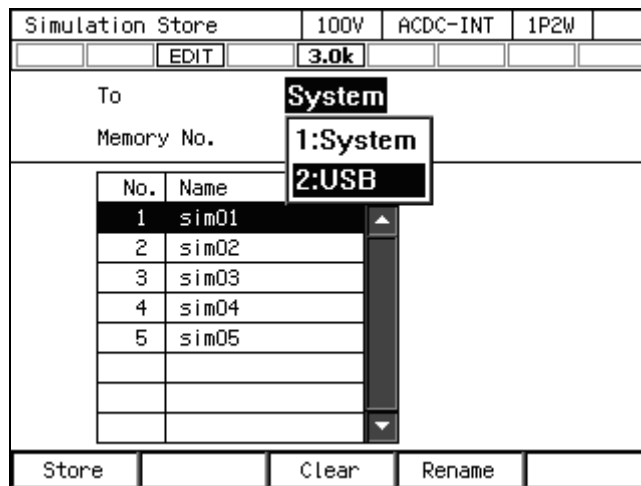 Simulation Store 100V ACDC-INT 1P2W
EDIT 3.0k
To System
Memory No. 1:System
2:USB
No. Name
1 sim01
2 sim02
3 sim03
4 sim04
5 sim05
Store Clear Rename